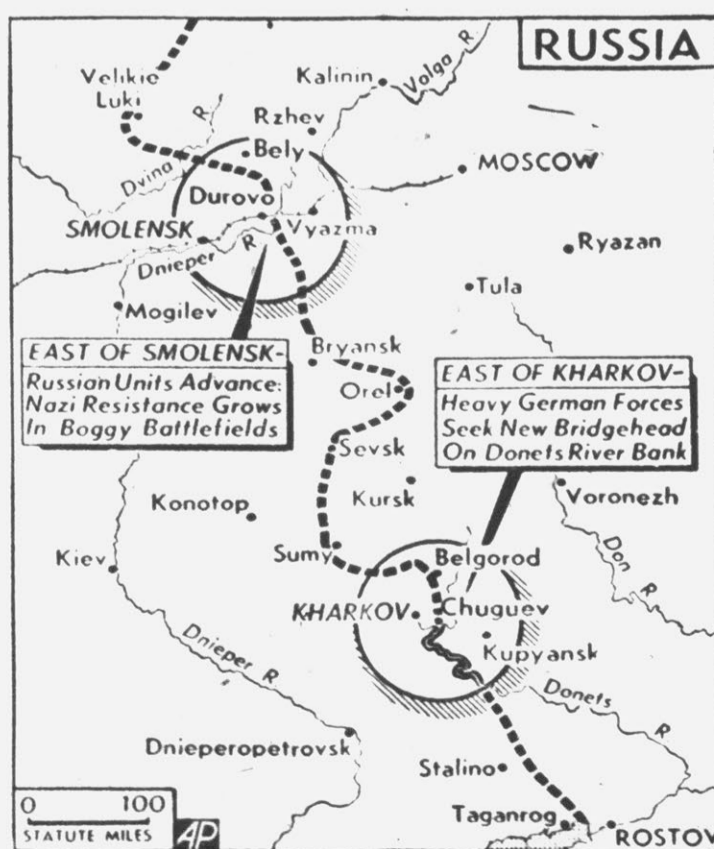 RUSSIA
Velikie
Luki
Kalinin
Volga R.
Rzhev
Bely
Dvina R
MOSCOW
Durovo
Vyazma
SMOLENSK
Dnieper R
Ryazan
Tula
Mogilev
EAST OF SMOLENSK-
Russian Units Advance:
Nazi Resistance Grows
In Boggy Battlefields
Bryansk
Orel
EAST OF KHARKOV-
Heavy German Forces
Seek New Bridgehead
On Donets River Bank
Sevsk
Kursk
Voronezh
Konotop
Don R
Kiev
Sumy
Belgorod
KHARKOV
Chuguev
Kupyansk
Dnieper R
Donets R
Dnieperopetrovsk
Stalino
Taganrog
ROSTOV
0 100
STATUTE MILES
AP